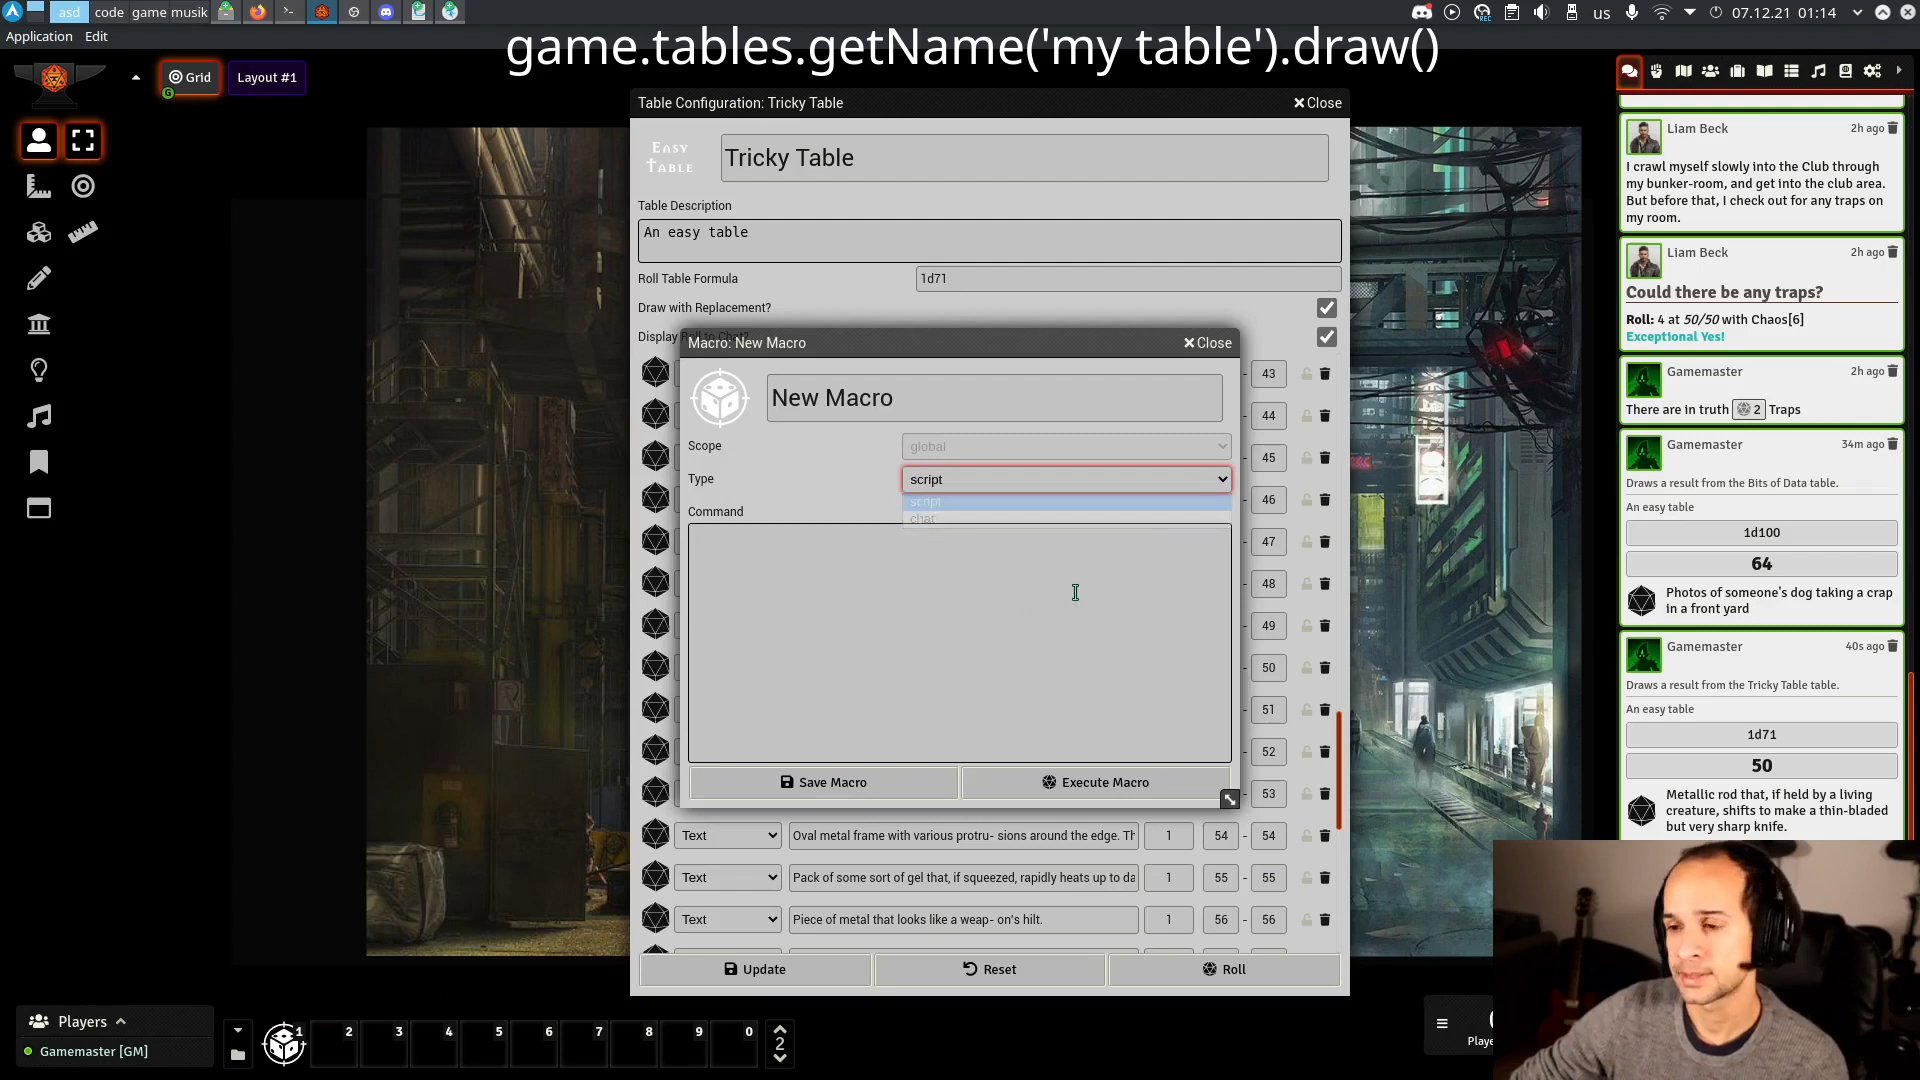 asd
code
game
musik
us
07.12.21 01:14
Application
Edit
game.tables.getName('my table').draw()
Grid
G
Layout #1
Table Configuration: Tricky Table
Close
EASY
TABLE
Tricky Table
Table Description
An easy table
Roll Table Formula
1d71
Draw with Replacement?
Macro: New Macro
Close
New Macro
Scope
global
Type
script
script
chat
Command
Save Macro
Execute Macro
- 43
- 44
- 45
- 46
- 47
- 48
- 49
- 50
- 51
- 52
- 53
Text Oval metal frame with various protru- sions around the edge. Th 1 54 - 54
Text Pack of some sort of gel that, if squeezed, rapidly heats up to da 1 55 - 55
Text Piece of metal that looks like a weap- on's hilt. 1 56 - 56
Update
Reset
Roll
Liam Beck 2h ago
I crawl myself slowly into the Club through
my bunker-room, and get into the club area.
But before that, I check out for any traps on
my room.
Liam Beck 2h ago
Could there be any traps?
Roll: 4 at 50/50 with Chaos[6]
Exceptional Yes!
Gamemaster 2h ago
There are in truth 2 Traps
Gamemaster 34m ago
Draws a result from the Bits of Data table.
An easy table
1d100
64
Photos of someone's dog taking a crap
in a front yard
Gamemaster 40s ago
Draws a result from the Tricky Table table.
An easy table
1d71
50
Metallic rod that, if held by a living
creature, shifts to make a thin-bladed
but very sharp knife.
Players
Gamemaster [GM]
1 2 3 4 5 6 7 8 9 0
2